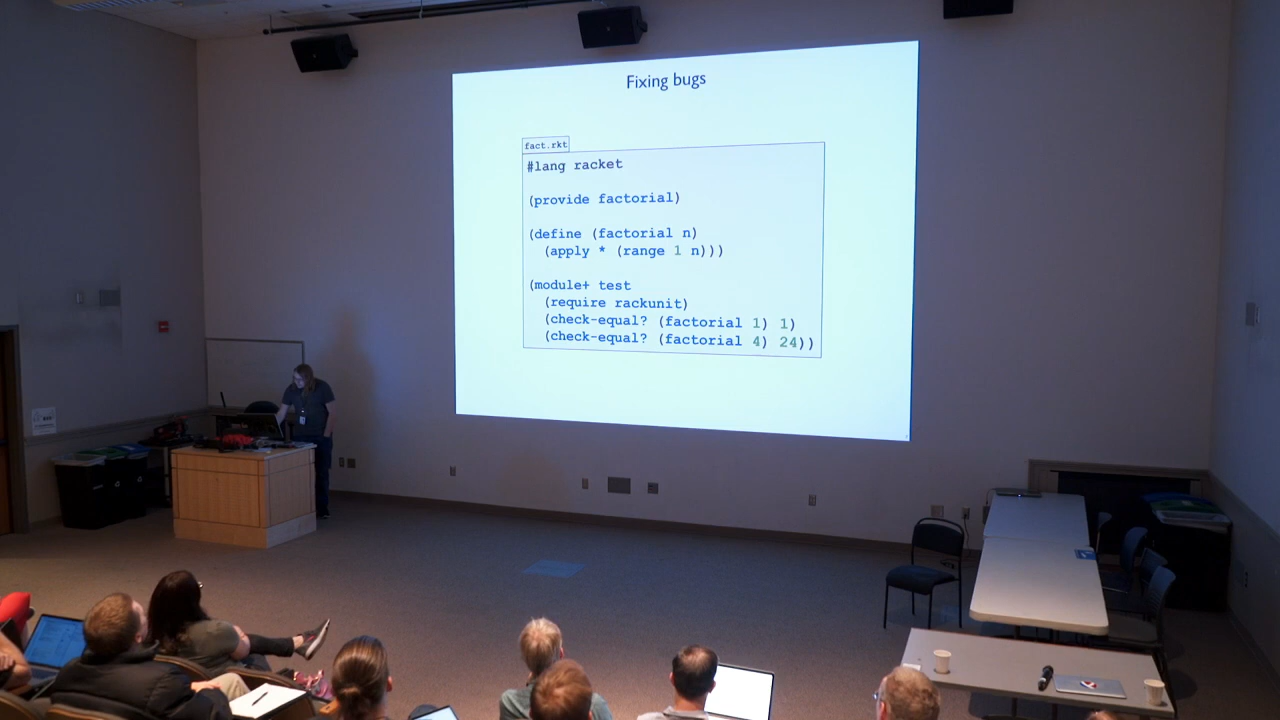 Fixing bugs
fact.rkt
#lang racket
(provide factorial)
(define (factorial n)
(apply * (range 1 n)))
(module+ test
(require rackunit)
(check-equal? (factorial 1) 1)
(check-equal? (factorial 4) 24))